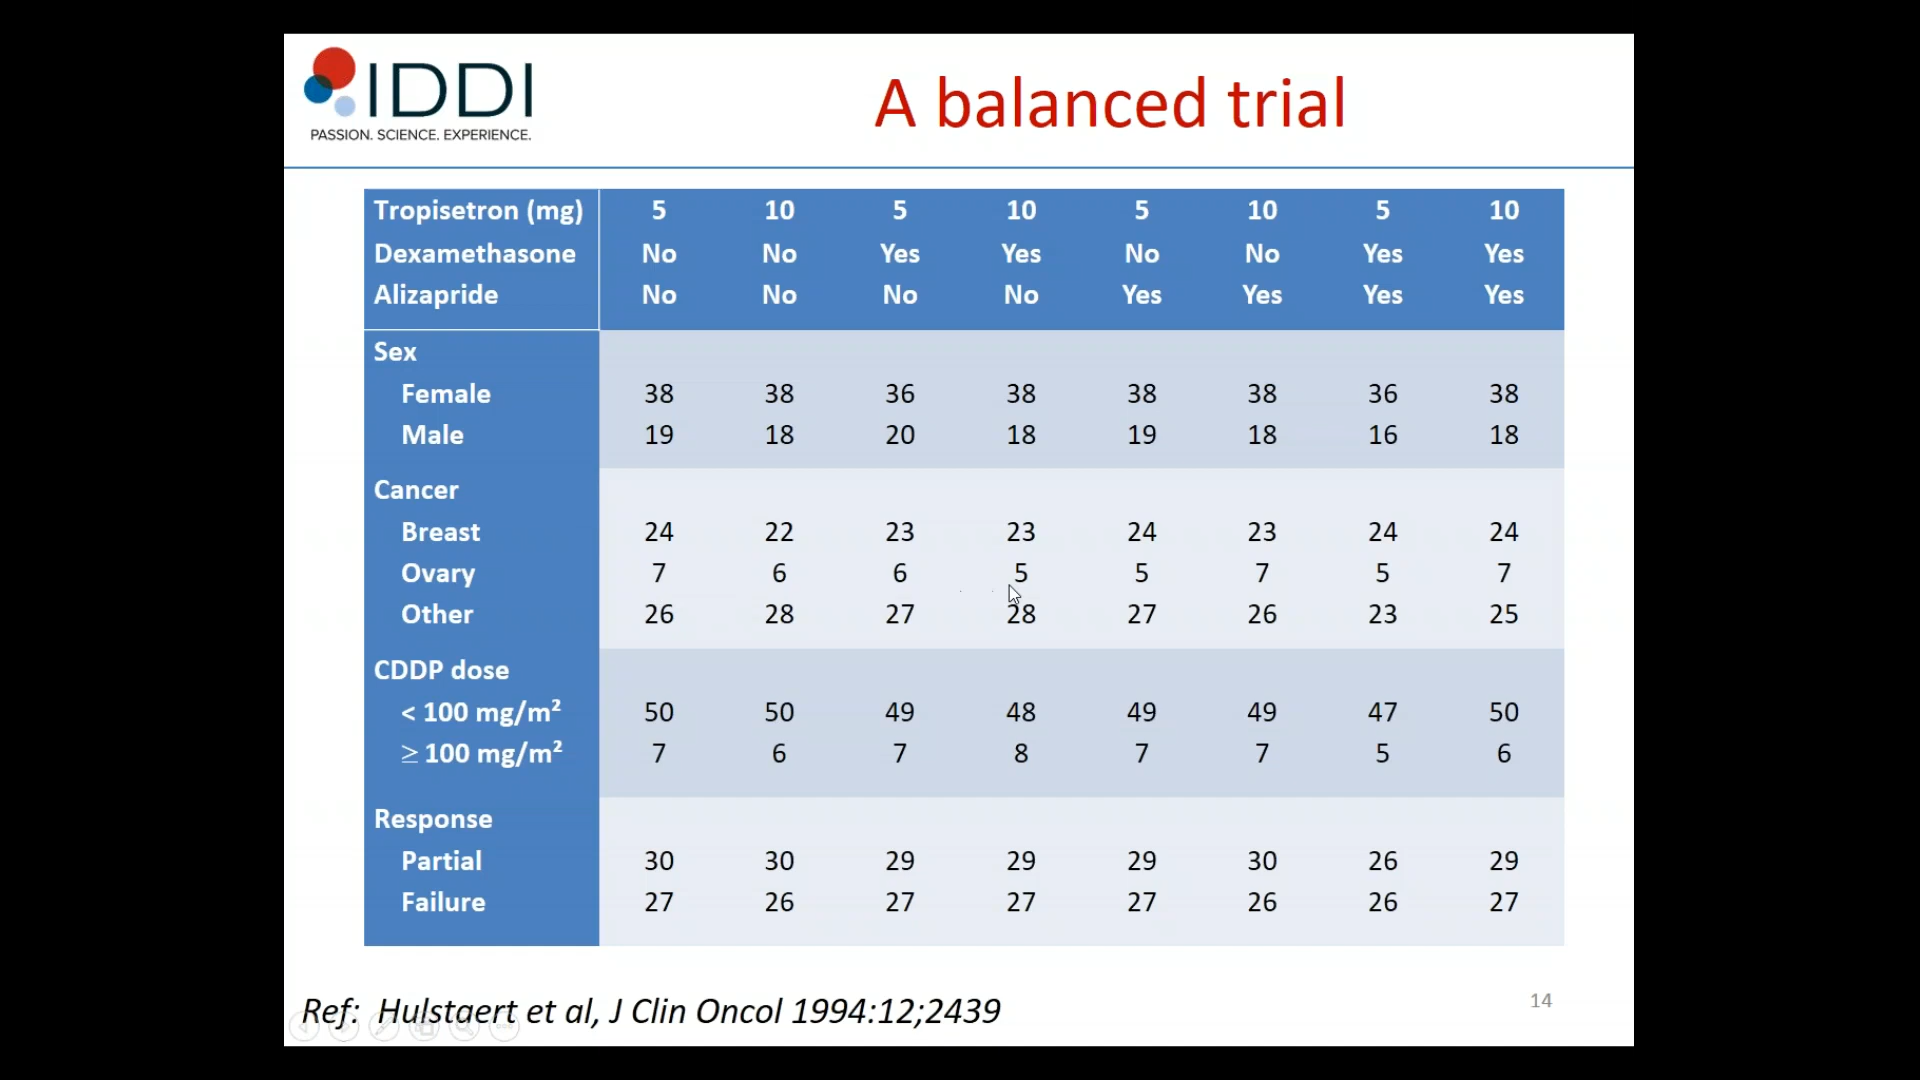 IDDI
PASSION. SCIENCE. EXPERIENCE.
A balanced trial
Tropisetron (mg) 5 10 5 10 5 10 5 10
Dexamethasone No No Yes Yes No No Yes Yes
Alizapride No No No No Yes Yes Yes Yes
Sex
Female 38 38 36 38 38 38 36 38
Male 19 18 20 18 19 18 16 18
Cancer
Breast 24 22 23 23 24 23 24 24
Ovary 7 6 6 5 5 7 5 7
Other 26 28 27 28 27 26 23 25
CDDP dose
< 100 mg/m² 50 50 49 48 49 49 47 50
≥ 100 mg/m² 7 6 7 8 7 7 5 6
Response
Partial 30 30 29 29 29 30 26 29
Failure 27 26 27 27 27 26 26 27
Ref: Hulstaert et al, J Clin Oncol 1994:12;2439
14